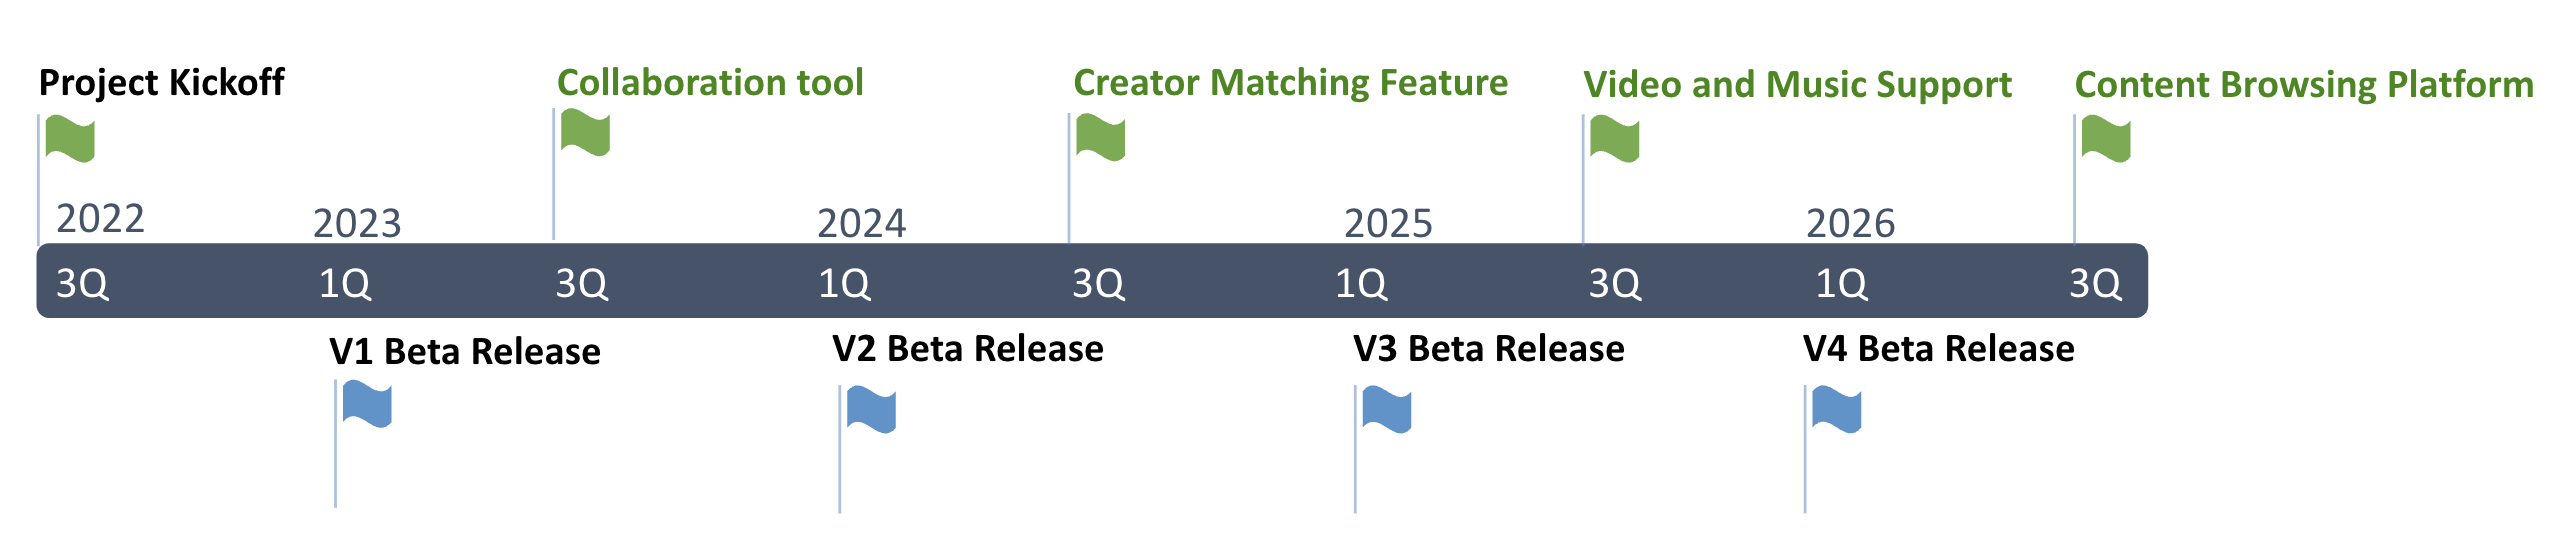 Project Kickoff
Collaboration tool
Creator Matching Feature
Video and Music Support
Content Browsing Platform
2022
2023
2024
2025
2026
3Q
1Q
3Q
1Q
3Q
1Q
3Q
1Q
3Q
V1 Beta Release
V2 Beta Release
V3 Beta Release
V4 Beta Release